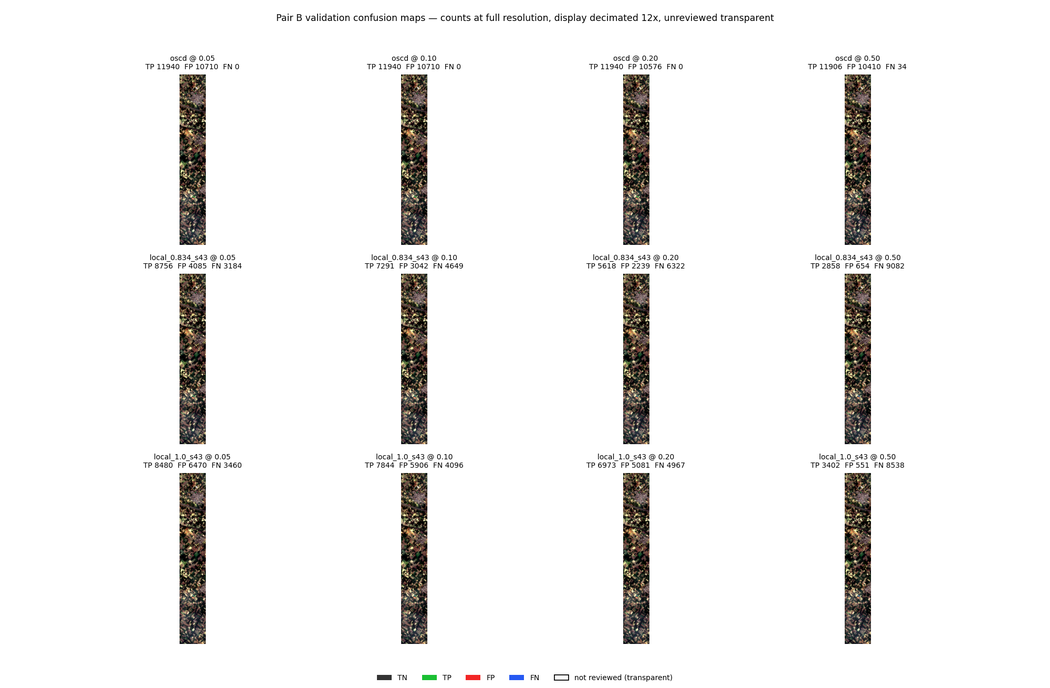 Pair B validation confusion maps — counts at full resolution, display decimated 12x, unreviewed transparent
oscd @ 0.05
TP 11940 FP 10710 FN 0
oscd @ 0.10
TP 11940 FP 10710 FN 0
oscd @ 0.20
TP 11940 FP 10576 FN 0
oscd @ 0.50
TP 11906 FP 10410 FN 34
local_0.834_s43 @ 0.05
TP 8756 FP 4085 FN 3184
local_0.834_s43 @ 0.10
TP 7291 FP 3042 FN 4649
local_0.834_s43 @ 0.20
TP 5618 FP 2239 FN 6322
local_0.834_s43 @ 0.50
TP 2858 FP 654 FN 9082
local_1.0_s43 @ 0.05
TP 8480 FP 6470 FN 3460
local_1.0_s43 @ 0.10
TP 7844 FP 5906 FN 4096
local_1.0_s43 @ 0.20
TP 6973 FP 5081 FN 4967
local_1.0_s43 @ 0.50
TP 3402 FP 551 FN 8538
TN TP FP FN not reviewed (transparent)